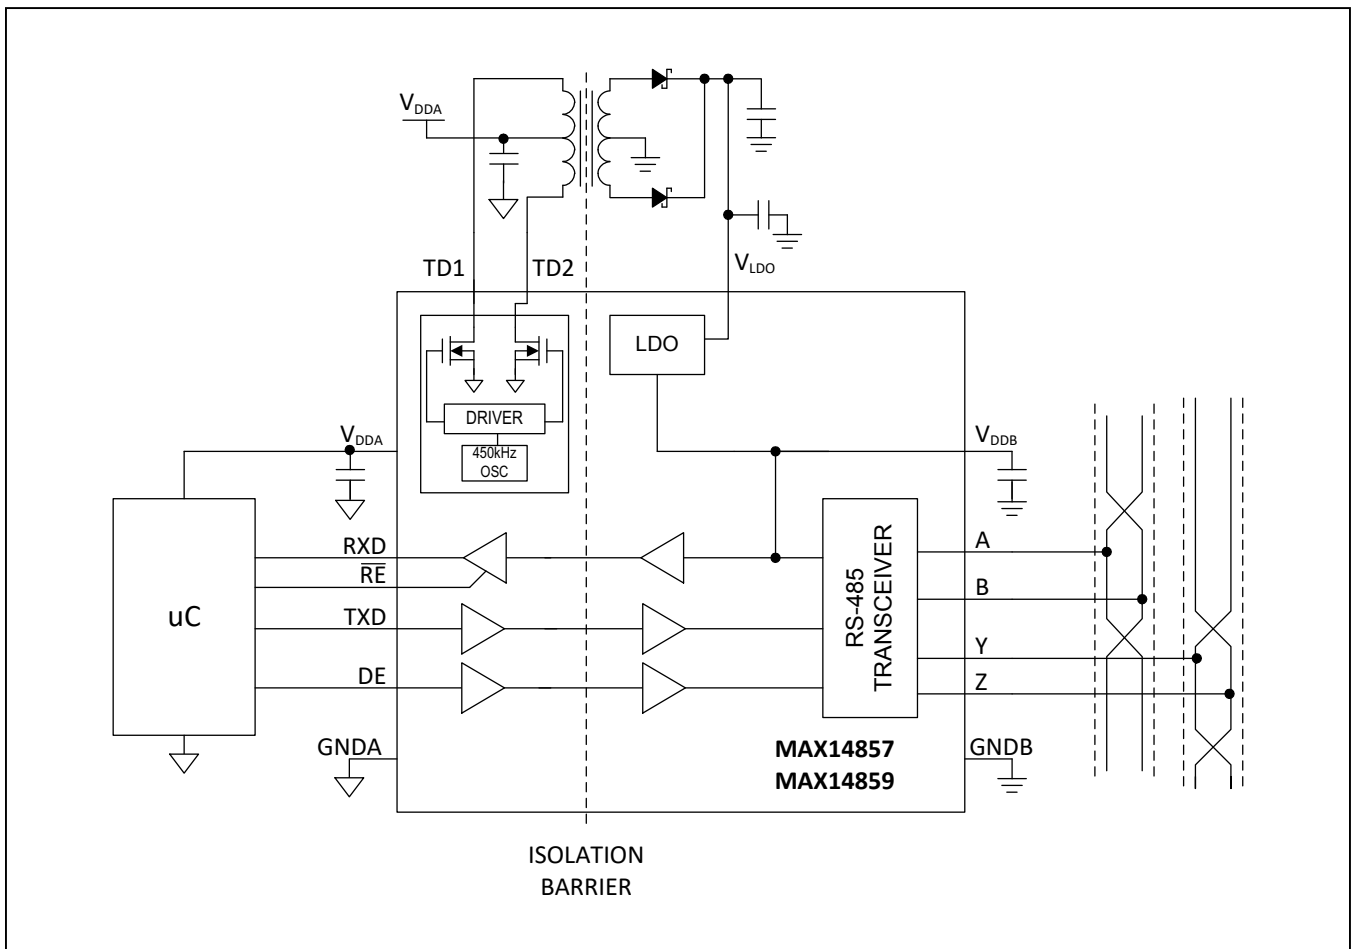 VDDA
TD1
TD2
VLDO
LDO
DRIVER
450kHz
OSC
VDDA
VDDB
uC
RXD
R̅E̅
TXD
DE
GNDA
RS-485
TRANSCEIVER
A
B
Y
Z
MAX14857
MAX14859
GNDB
ISOLATION
BARRIER